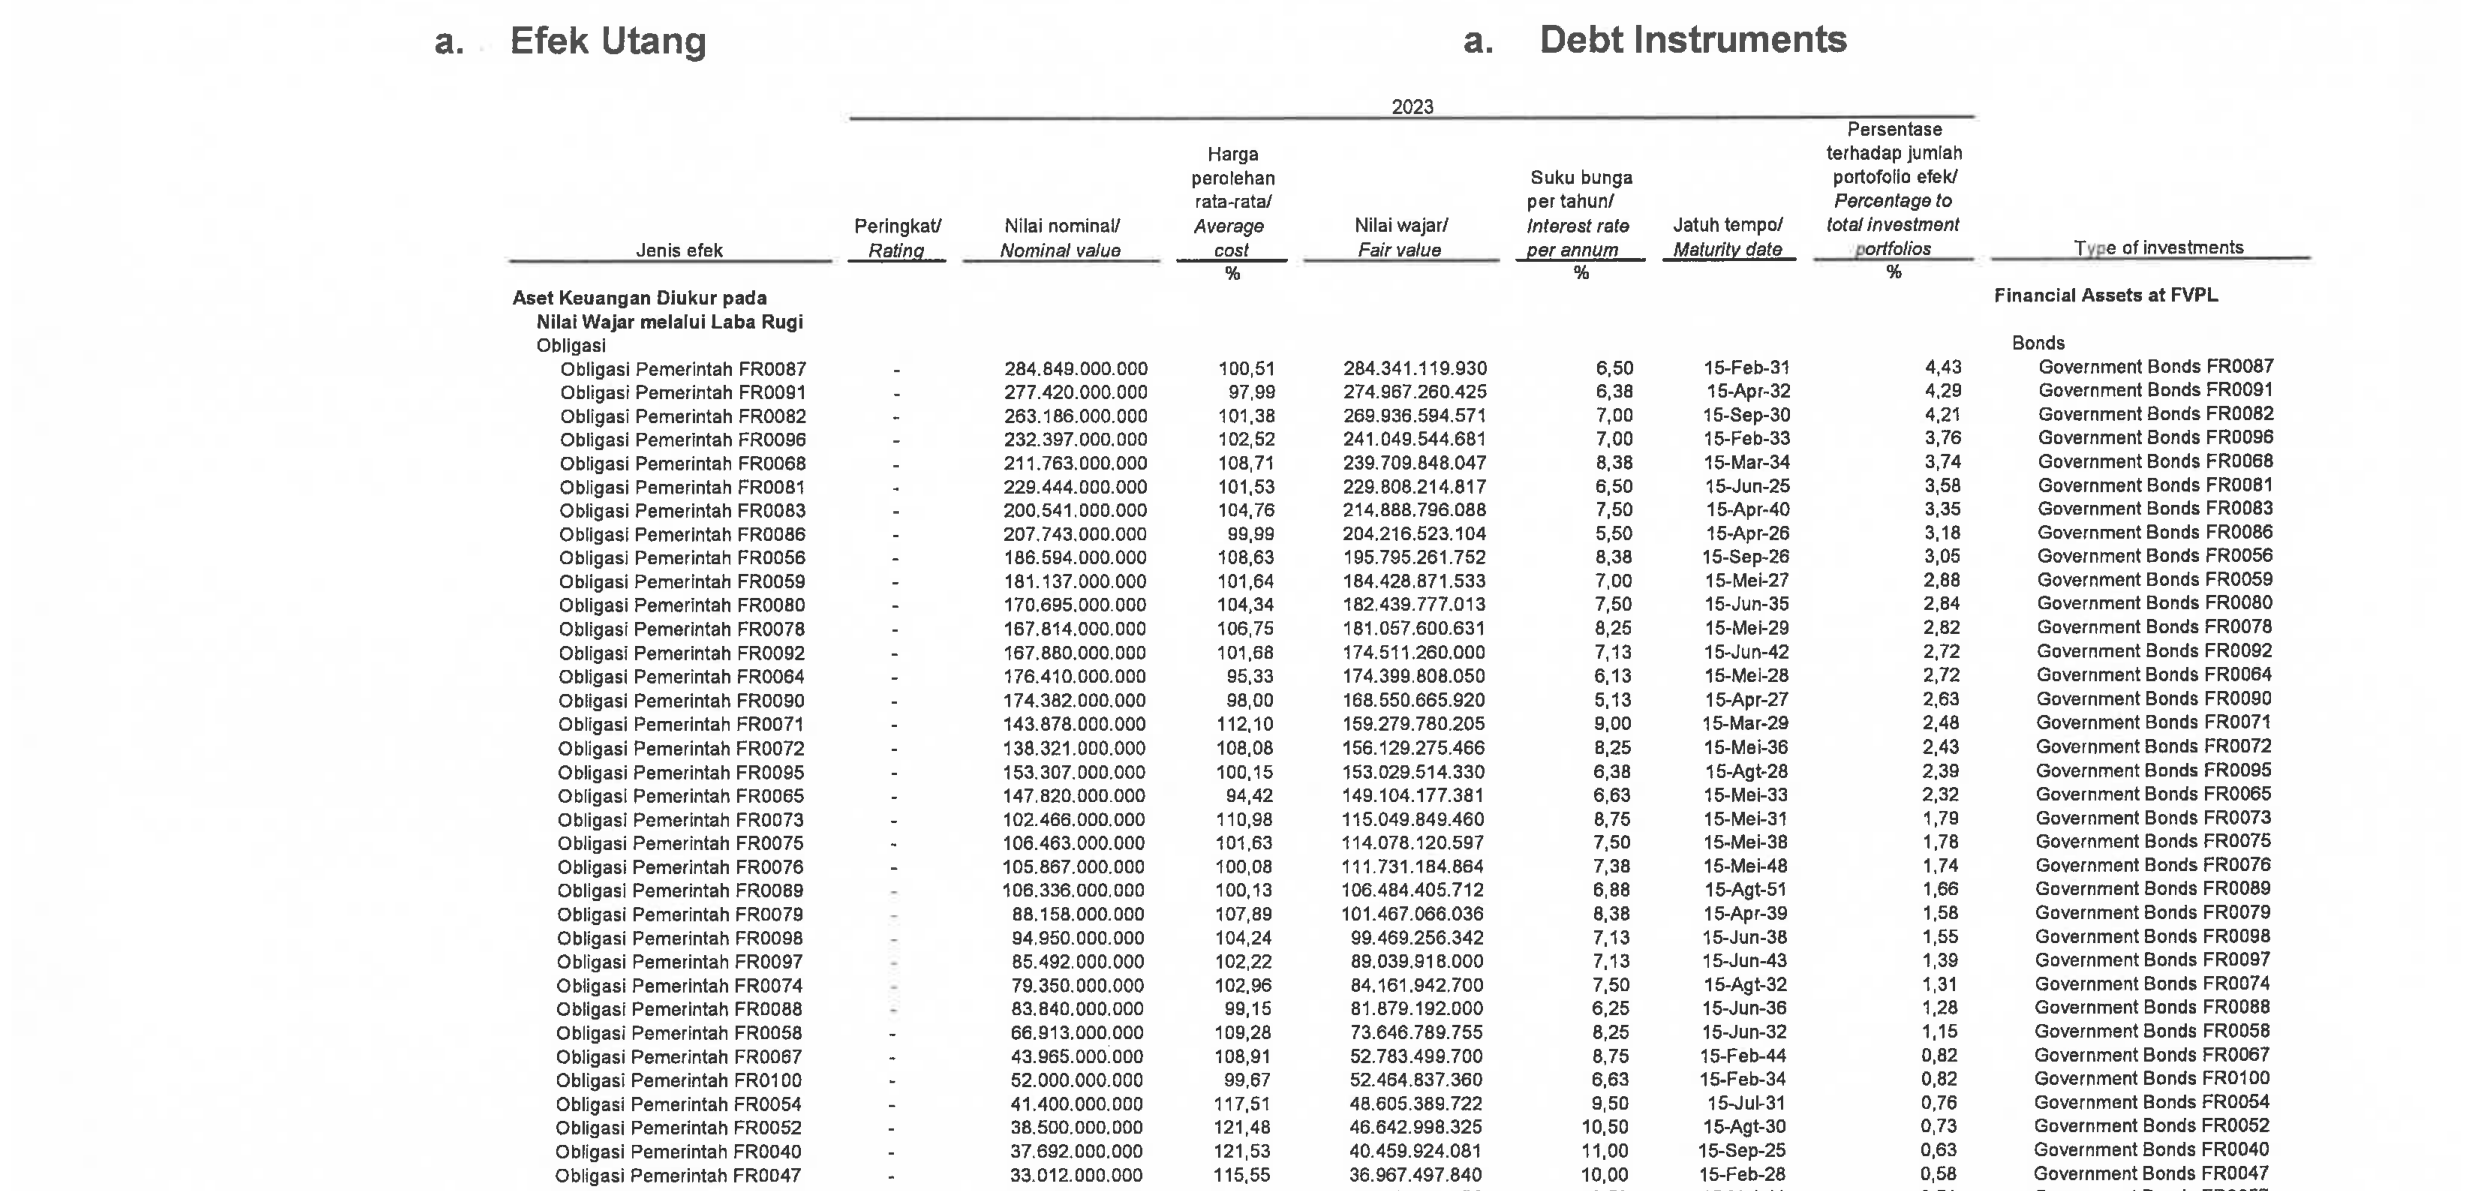 a. Efek Utang a. Debt Instruments
2023
Persentase
Harga terhadap jumlah
perolehan Suku bunga portofolio efek/
rata-rata/ per tahun/ Percentage to
Peringkat/ Nilai nominal/ Average Nilai wajar/ Interest rate Jatuh tempo/ total investment
Jenis efek Rating Nominal value cost Fair value per annum Maturity date portfolios Type of investments
% % %
Aset Keuangan Diukur pada Financial Assets at FVPL
Nilai Wajar melalui Laba Rugi
Obligasi Bonds
Obligasi Pemerintah FR0087 - 284.849.000.000 100,51 284.341.119.930 6,50 15-Feb-31 4,43 Government Bonds FR0087
Obligasi Pemerintah FR0091 - 277.420.000.000 97,99 274.967.260.425 6,38 15-Apr-32 4,29 Government Bonds FR0091
Obligasi Pemerintah FR0082 - 263.186.000.000 101,38 269.936.594.571 7,00 15-Sep-30 4,21 Government Bonds FR0082
Obligasi Pemerintah FR0096 - 232.397.000.000 102,52 241.049.544.681 7,00 15-Feb-33 3,76 Government Bonds FR0096
Obligasi Pemerintah FR0068 - 211.763.000.000 108,71 239.709.848.047 8,38 15-Mar-34 3,74 Government Bonds FR0068
Obligasi Pemerintah FR0081 - 229.444.000.000 101,53 229.808.214.817 6,50 15-Jun-25 3,58 Government Bonds FR0081
Obligasi Pemerintah FR0083 - 200.541.000.000 104,76 214.888.796.088 7,50 15-Apr-40 3,35 Government Bonds FR0083
Obligasi Pemerintah FR0086 - 207.743.000.000 99,99 204.216.523.104 5,50 15-Apr-26 3,18 Government Bonds FR0086
Obligasi Pemerintah FR0056 - 186.594.000.000 108,63 195.795.261.752 8,38 15-Sep-26 3,05 Government Bonds FR0056
Obligasi Pemerintah FR0059 - 181.137.000.000 101,64 184.428.871.533 7,00 15-Mei-27 2,88 Government Bonds FR0059
Obligasi Pemerintah FR0080 - 170.695.000.000 104,34 182.439.777.013 7,50 15-Jun-35 2,84 Government Bonds FR0080
Obligasi Pemerintah FR0078 - 167.814.000.000 106,75 181.057.600.631 8,25 15-Mei-29 2,82 Government Bonds FR0078
Obligasi Pemerintah FR0092 - 167.880.000.000 101,68 174.511.260.000 7,13 15-Jun-42 2,72 Government Bonds FR0092
Obligasi Pemerintah FR0064 - 176.410.000.000 95,33 174.399.808.050 6,13 15-Mei-28 2,72 Government Bonds FR0064
Obligasi Pemerintah FR0090 - 174.382.000.000 98,00 168.550.665.920 5,13 15-Apr-27 2,63 Government Bonds FR0090
Obligasi Pemerintah FR0071 - 143.878.000.000 112,10 159.279.780.205 9,00 15-Mar-29 2,48 Government Bonds FR0071
Obligasi Pemerintah FR0072 - 138.321.000.000 108,08 156.129.275.466 8,25 15-Mei-36 2,43 Government Bonds FR0072
Obligasi Pemerintah FR0095 - 153.307.000.000 100,15 153.029.514.330 6,38 15-Agt-28 2,39 Government Bonds FR0095
Obligasi Pemerintah FR0065 - 147.820.000.000 94,42 149.104.177.381 6,63 15-Mei-33 2,32 Government Bonds FR0065
Obligasi Pemerintah FR0073 - 102.466.000.000 110,98 115.049.849.460 8,75 15-Mei-31 1,79 Government Bonds FR0073
Obligasi Pemerintah FR0075 - 106.463.000.000 101,63 114.078.120.597 7,50 15-Mei-38 1,78 Government Bonds FR0075
Obligasi Pemerintah FR0076 - 105.867.000.000 100,08 111.731.184.864 7,38 15-Mei-48 1,74 Government Bonds FR0076
Obligasi Pemerintah FR0089 - 106.336.000.000 100,13 106.484.405.712 6,88 15-Agt-51 1,66 Government Bonds FR0089
Obligasi Pemerintah FR0079 - 88.158.000.000 107,89 101.467.066.036 8,38 15-Apr-39 1,58 Government Bonds FR0079
Obligasi Pemerintah FR0098 - 94.950.000.000 104,24 99.469.256.342 7,13 15-Jun-38 1,55 Government Bonds FR0098
Obligasi Pemerintah FR0097 - 85.492.000.000 102,22 89.039.918.000 7,13 15-Jun-43 1,39 Government Bonds FR0097
Obligasi Pemerintah FR0074 - 79.350.000.000 102,96 84.161.942.700 7,50 15-Agt-32 1,31 Government Bonds FR0074
Obligasi Pemerintah FR0088 - 83.840.000.000 99,15 81.879.192.000 6,25 15-Jun-36 1,28 Government Bonds FR0088
Obligasi Pemerintah FR0058 - 66.913.000.000 109,28 73.646.789.755 8,25 15-Jun-32 1,15 Government Bonds FR0058
Obligasi Pemerintah FR0067 - 43.965.000.000 108,91 52.783.499.700 8,75 15-Feb-44 0,82 Government Bonds FR0067
Obligasi Pemerintah FR0100 - 52.000.000.000 99,67 52.464.837.360 6,63 15-Feb-34 0,82 Government Bonds FR0100
Obligasi Pemerintah FR0054 - 41.400.000.000 117,51 48.605.389.722 9,50 15-Jul-31 0,76 Government Bonds FR0054
Obligasi Pemerintah FR0052 - 38.500.000.000 121,48 46.642.998.325 10,50 15-Agt-30 0,73 Government Bonds FR0052
Obligasi Pemerintah FR0040 - 37.692.000.000 121,53 40.459.924.081 11,00 15-Sep-25 0,63 Government Bonds FR0040
Obligasi Pemerintah FR0047 - 33.012.000.000 115,55 36.967.497.840 10,00 15-Feb-28 0,58 Government Bonds FR0047